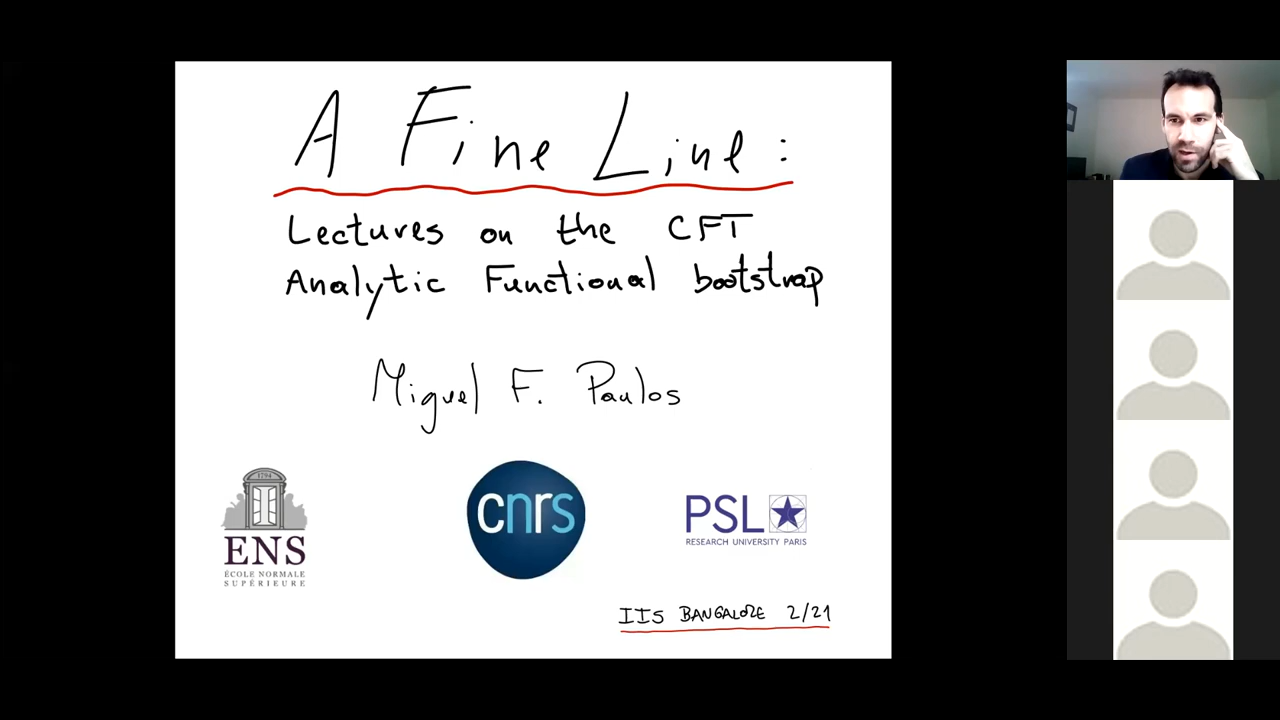 A Fine Line:
Lectures on the CFT
Analytic Functional bootstrap
Miguel F. Paulos
1794
ENS
ÉCOLE NORMALE
SUPÉRIEURE
cnrs
PSL
RESEARCH UNIVERSITY PARIS
IIS BANGALORE 2/21